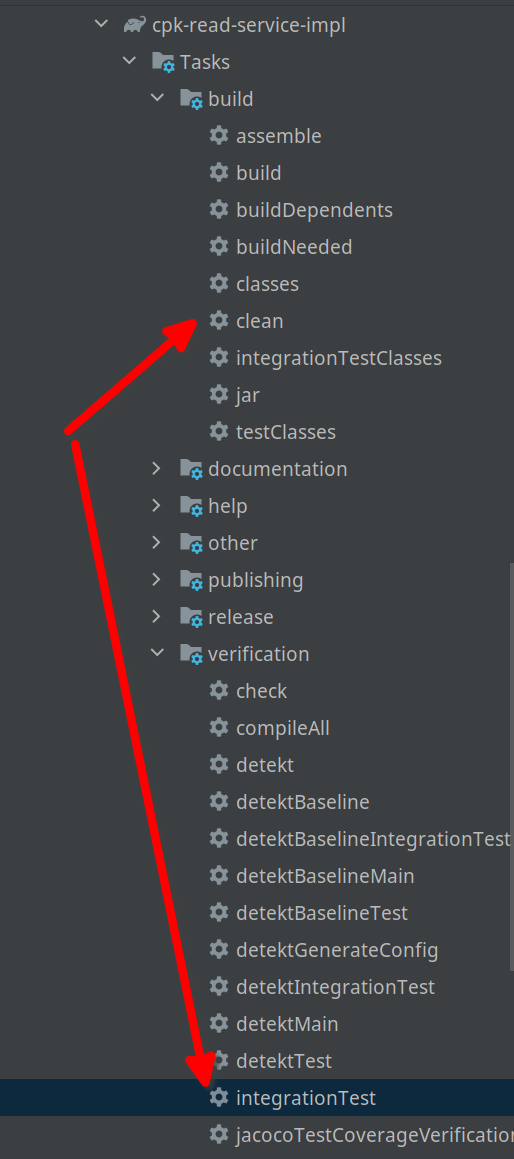 cpk-read-service-impl
Tasks
build
assemble
build
buildDependents
buildNeeded
classes
clean
integrationTestClasses
jar
testClasses
documentation
help
other
publishing
release
verification
check
compileAll
detekt
detektBaseline
detektBaselineIntegrationTest
detektBaselineMain
detektBaselineTest
detektGenerateConfig
detektIntegrationTest
detektMain
detektTest
integrationTest
jacocoTestCoverageVerification